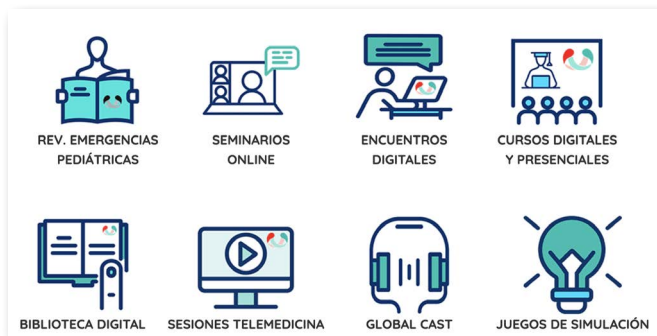 REV. EMERGENCIAS
PEDIÁTRICAS
SEMINARIOS
ONLINE
ENCUENTROS
DIGITALES
CURSOS DIGITALES
Y PRESENCIALES
BIBLIOTECA DIGITAL
SESIONES TELEMEDICINA
GLOBAL CAST
JUEGOS DE SIMULACIÓN